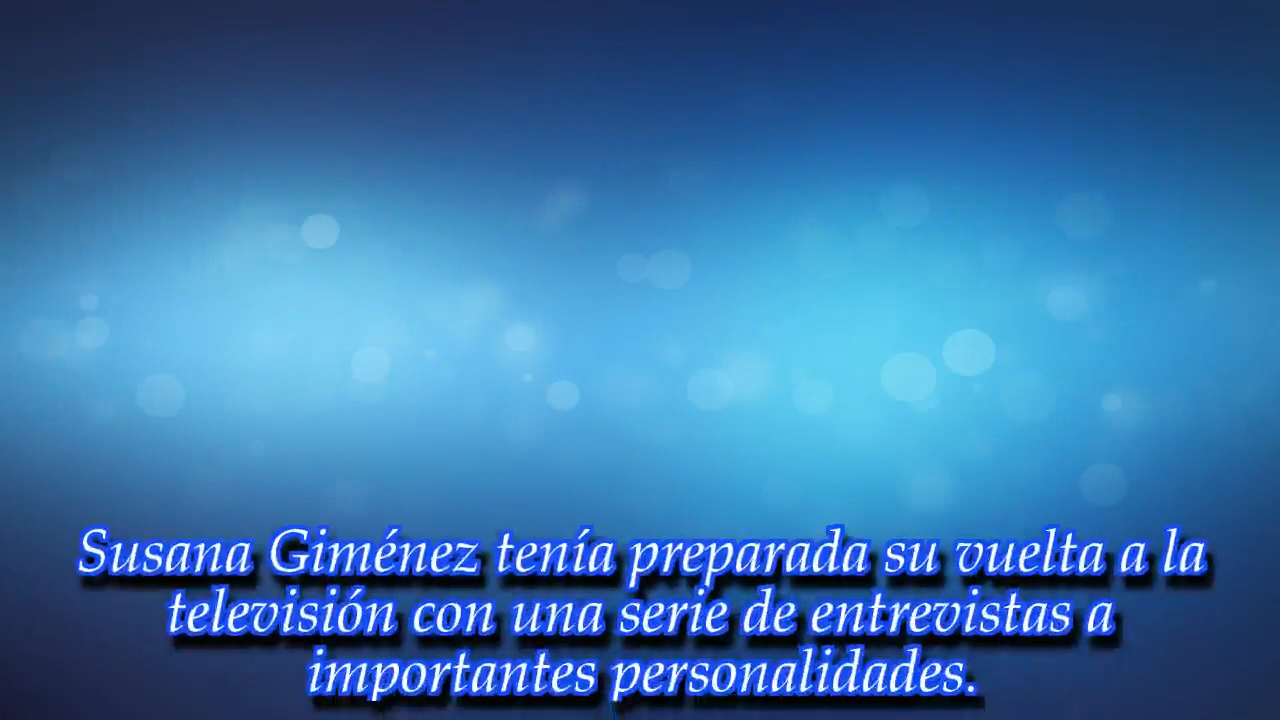 Susana Giménez tenía preparada su vuelta a la
televisión con una serie de entrevistas a
importantes personalidades.